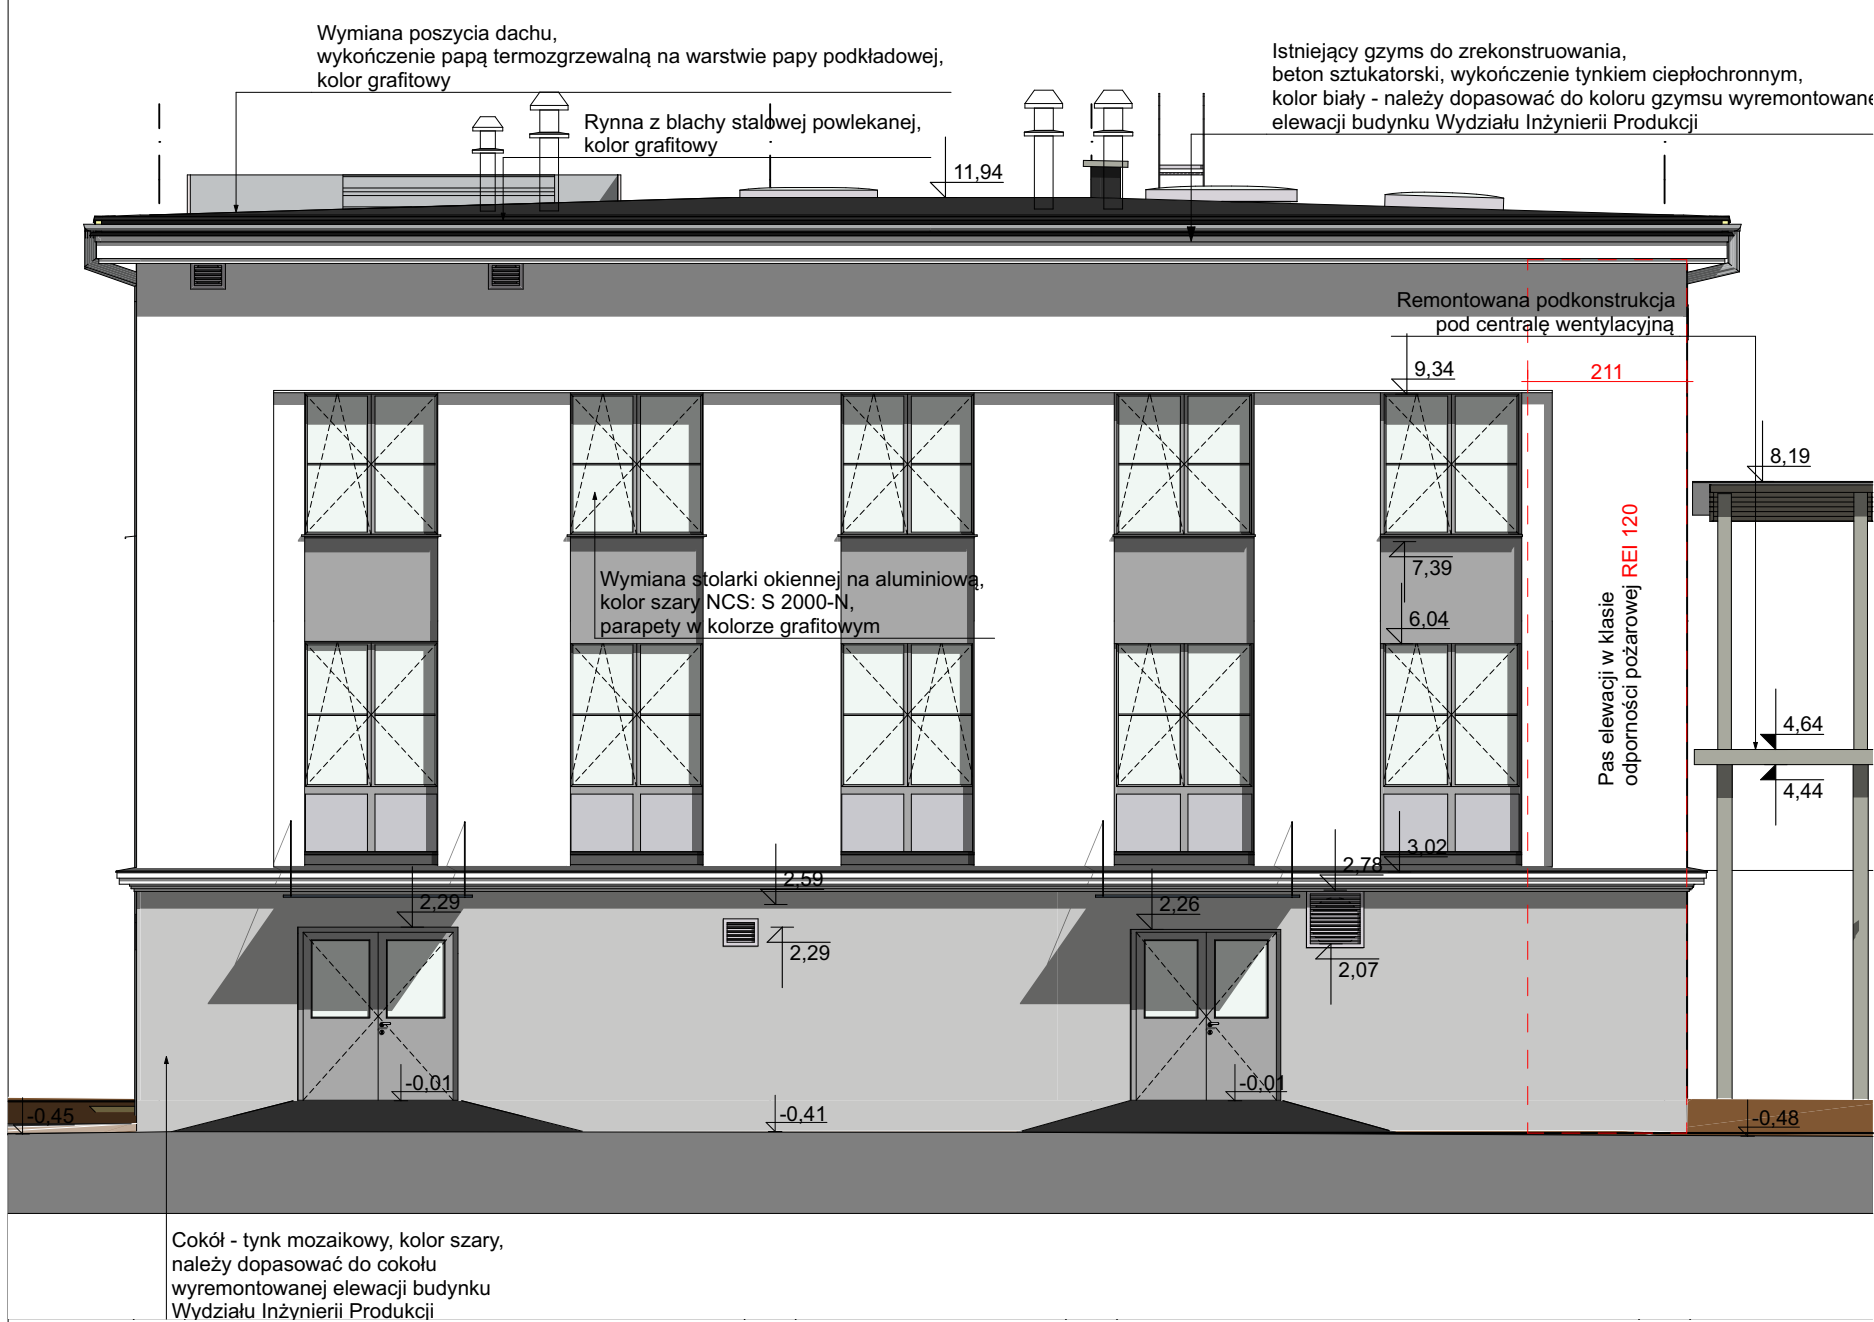 Wymiana poszycia dachu,
wykończenie papą termozgrzewalną na warstwie papy podkładowej,
kolor grafitowy
Istniejący gzyms do zrekonstruowania,
beton sztukatorski, wykończenie tynkiem ciepłochronnym,
kolor biały - należy dopasować do koloru gzymsu wyremontowane
elewacji budynku Wydziału Inżynierii Produkcji
Rynna z blachy stalowej powlekanej,
kolor grafitowy
11,94
Remontowana podkonstrukcja
pod centralę wentylacyjną
9,34
211
8,19
Wymiana stolarki okiennej na aluminiową,
kolor szary NCS: S 2000-N,
parapety w kolorze grafitowym
7,39
6,04
Pas elewacji w klasie
odporności pożarowej REI 120
4,64
4,44
3,02
2,78
2,59
2,29
2,26
2,29
2,07
-0,01
-0,01
-0,45
-0,41
-0,48
Cokół - tynk mozaikowy, kolor szary,
należy dopasować do cokołu
wyremontowanej elewacji budynku
Wydziału Inżynierii Produkcji